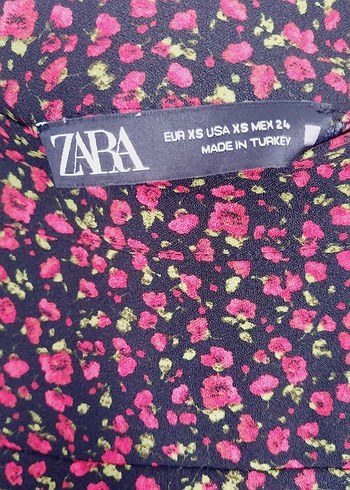 ZARA
EUR XS USA XS MEX 24
MADE IN TURKEY